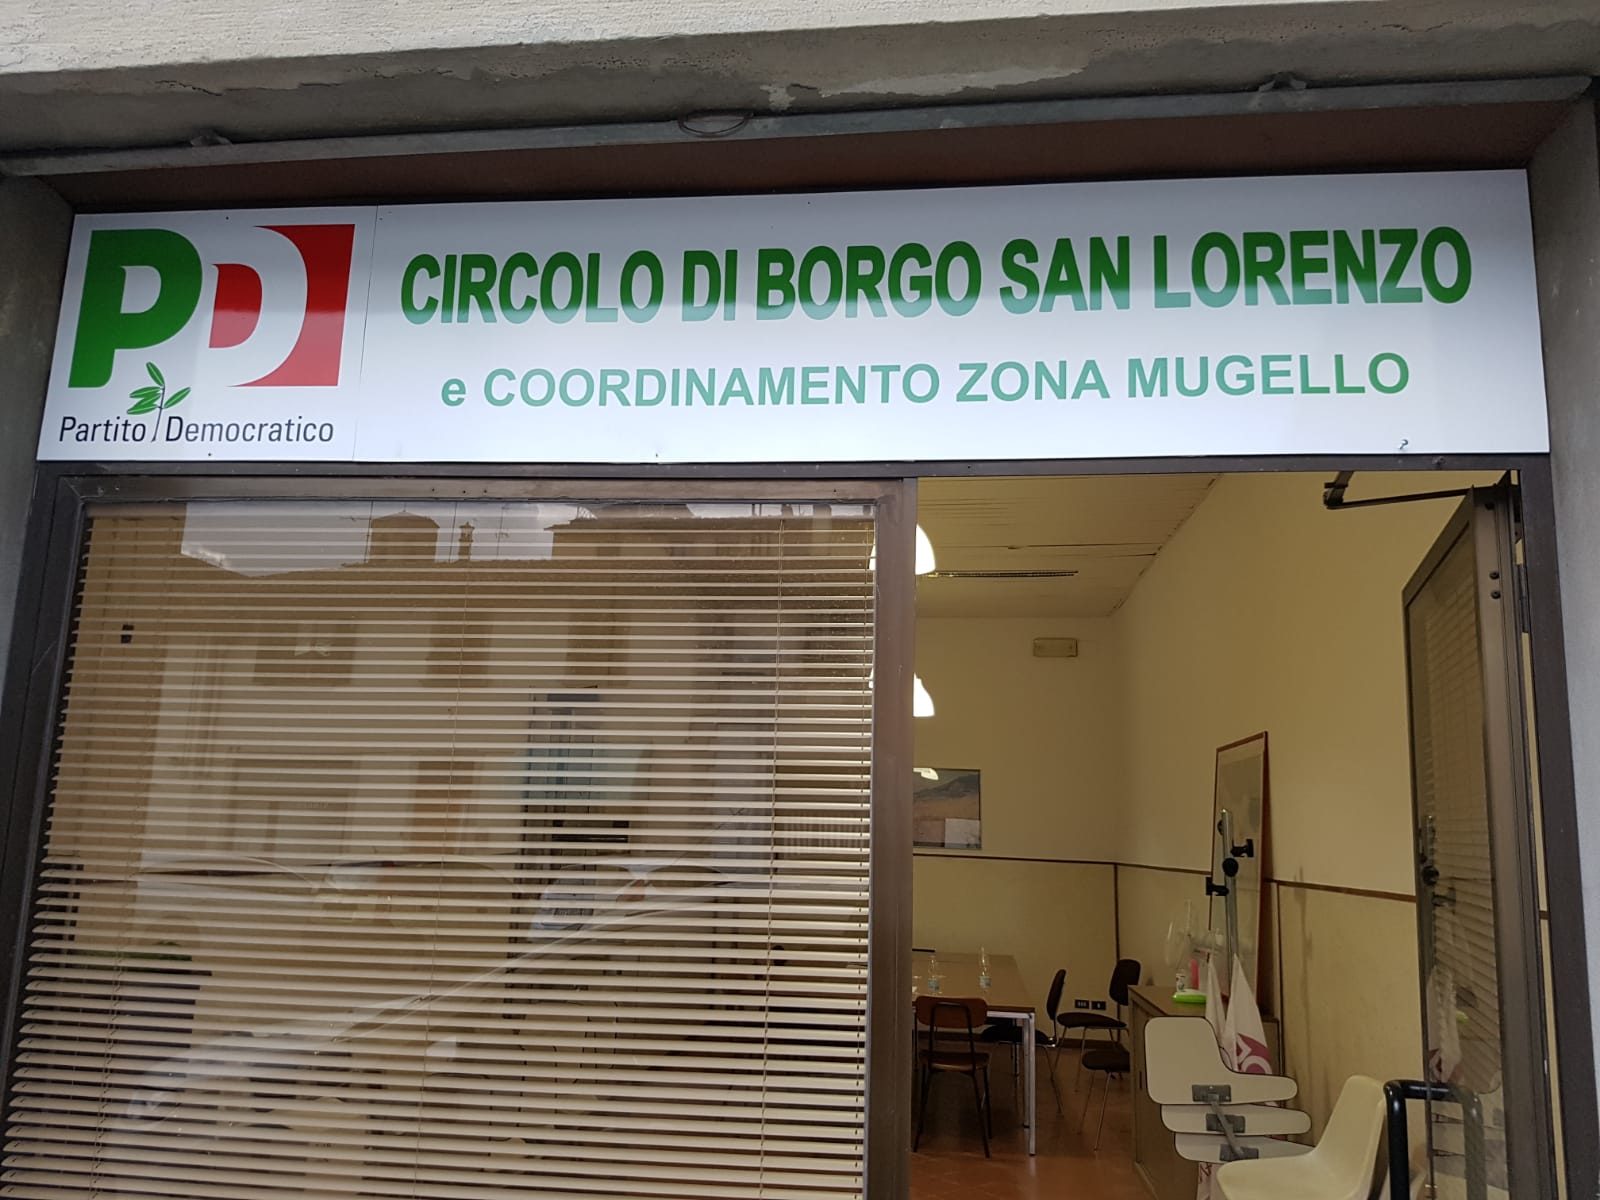 PD
Partito Democratico
CIRCOLO DI BORGO SAN LORENZO
e COORDINAMENTO ZONA MUGELLO